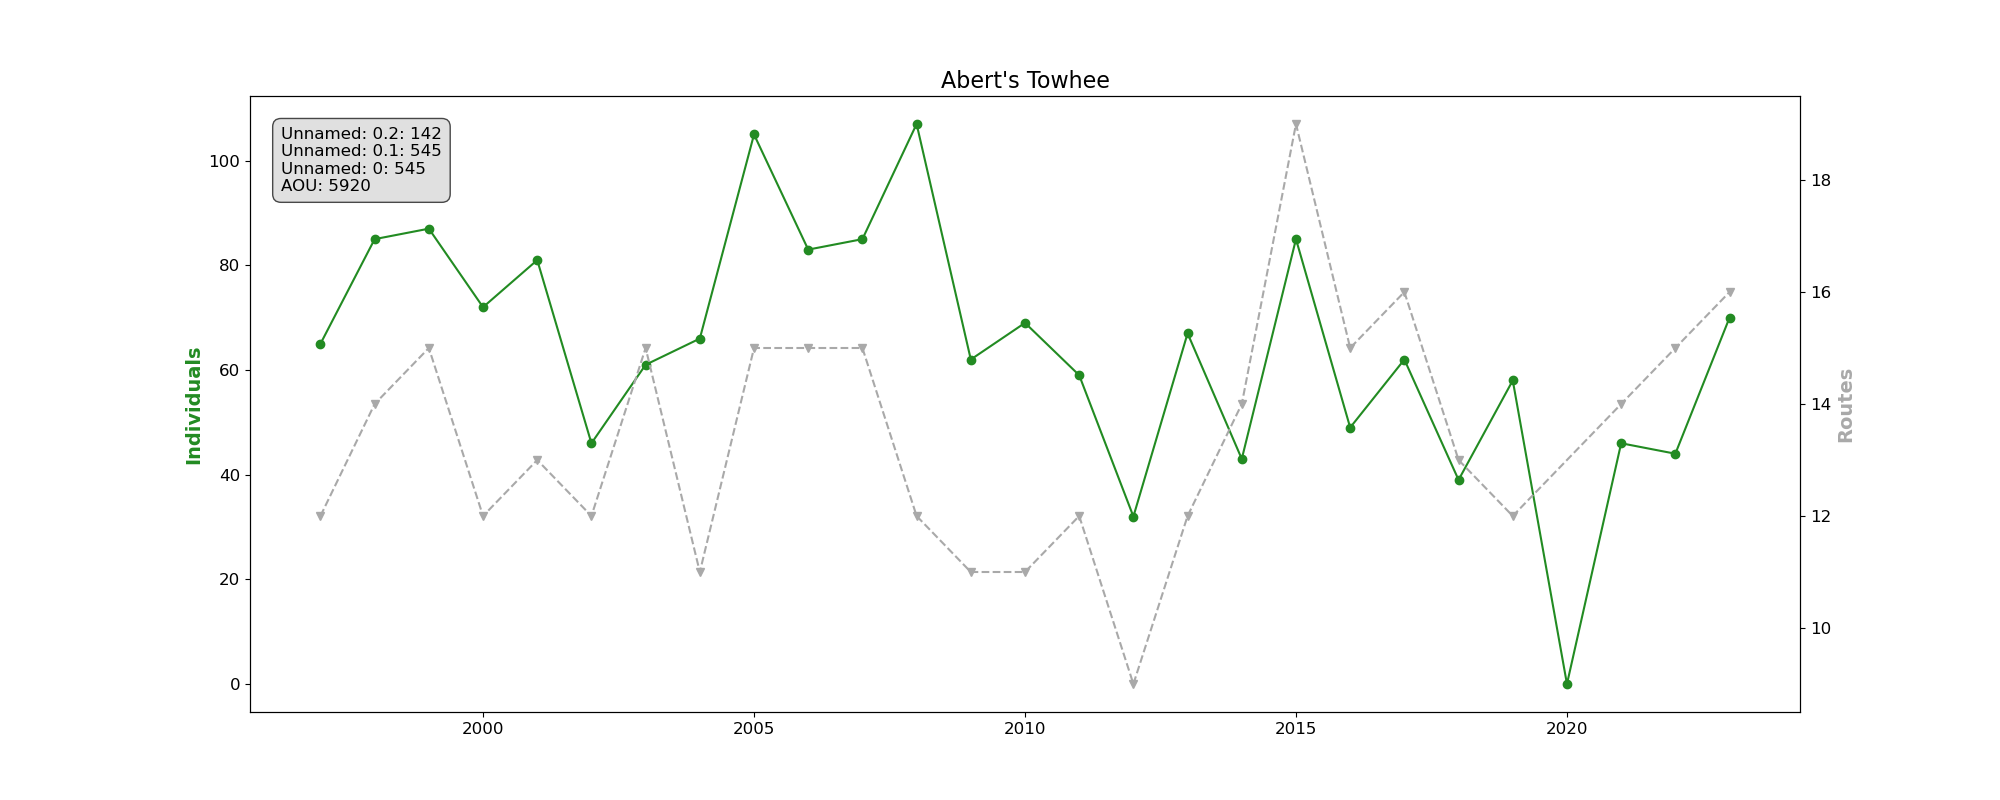 Abert's Towhee
Unnamed: 0.2: 142
Unnamed: 0.1: 545
Unnamed: 0: 545
AOU: 5920
100
80
60
40
20
0
Individuals
18
16
14
12
10
Routes
2000
2005
2010
2015
2020